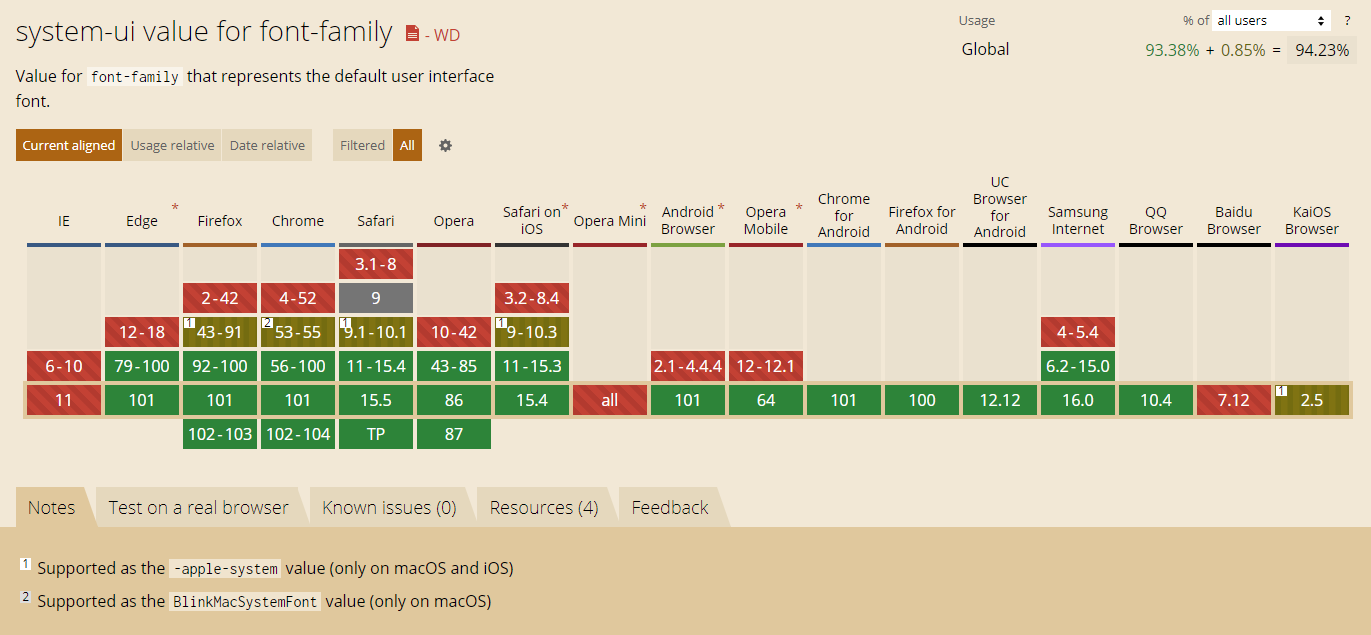 system-ui value for font-family - WD
Usage % of all users ?
Global 93.38% + 0.85% = 94.23%
Value for font-family that represents the default user interface
font.
Current aligned Usage relative Date relative Filtered All
IE Edge * Firefox Chrome Safari Opera Safari on iOS * Opera Mini * Android Browser * Opera Mobile * Chrome for Android Firefox for Android UC Browser for Android Samsung Internet QQ Browser Baidu Browser KaiOS Browser
3.1-8
2-42 4-52 9 3.2-8.4
12-18 1 43-91 2 53-55 1 9.1-10.1 10-42 1 9-10.3 4-5.4
6-10 79-100 92-100 56-100 11-15.4 43-85 11-15.3 2.1-4.4.4 12-12.1 6.2-15.0
11 101 101 101 15.5 86 15.4 all 101 64 101 100 12.12 16.0 10.4 7.12 1 2.5
102-103 102-104 TP 87
Notes Test on a real browser Known issues (0) Resources (4) Feedback
1 Supported as the -apple-system value (only on macOS and iOS)
2 Supported as the BlinkMacSystemFont value (only on macOS)